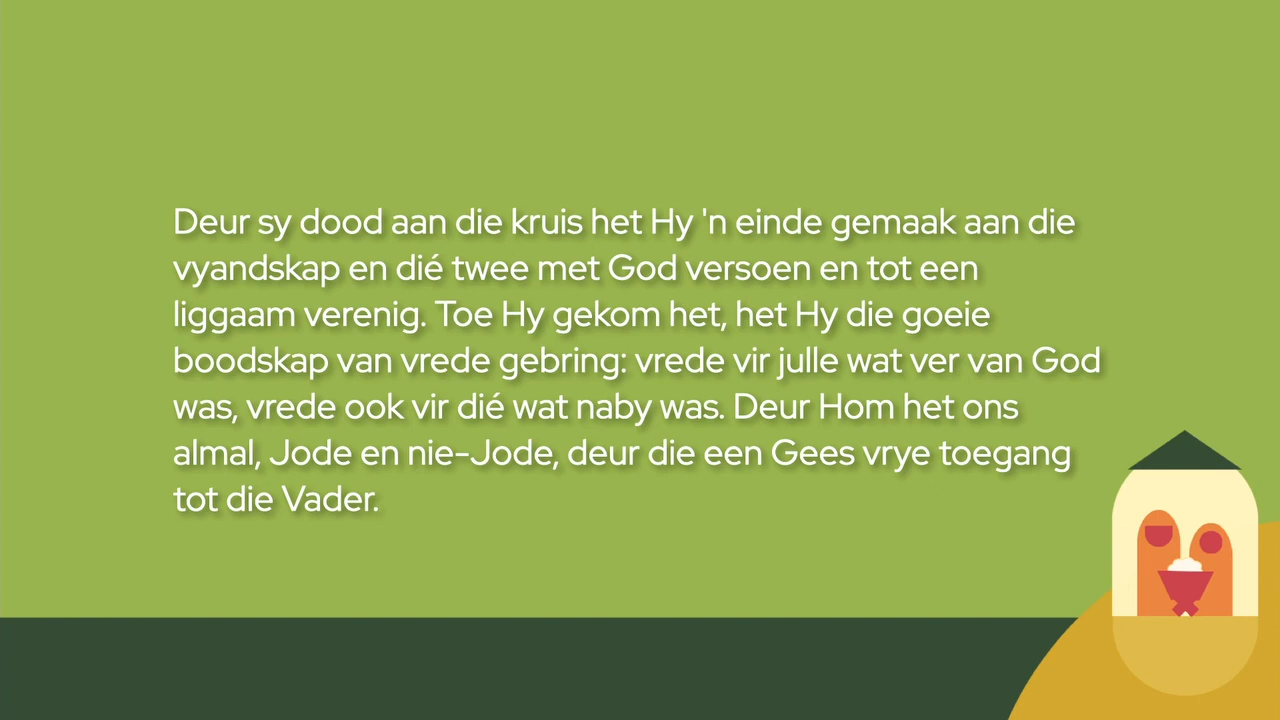 Deur sy dood aan die kruis het Hy 'n einde gemaak aan die
vyandskap en dié twee met God versoen en tot een
liggaam verenig. Toe Hy gekom het, het Hy die goeie
boodskap van vrede gebring: vrede vir julle wat ver van God
was, vrede ook vir dié wat naby was. Deur Hom het ons
almal, Jode en nie-Jode, deur die een Gees vrye toegang
tot die Vader.